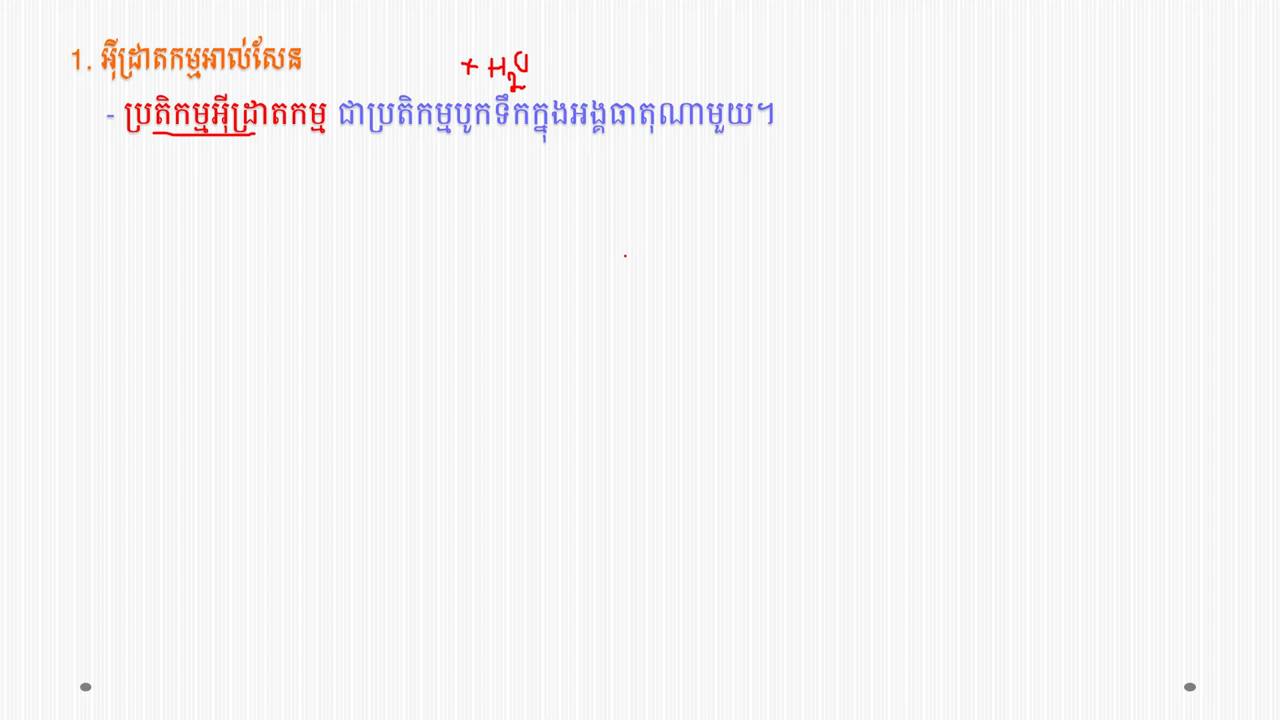 1. អ៊ីដ្រាតកម្មអាល់សែន
+ H2O
- ប្រតិកម្មអ៊ីដ្រាតកម្ម ជាប្រតិកម្មបូកទឹកក្នុងអង្គធាតុណាមួយ។